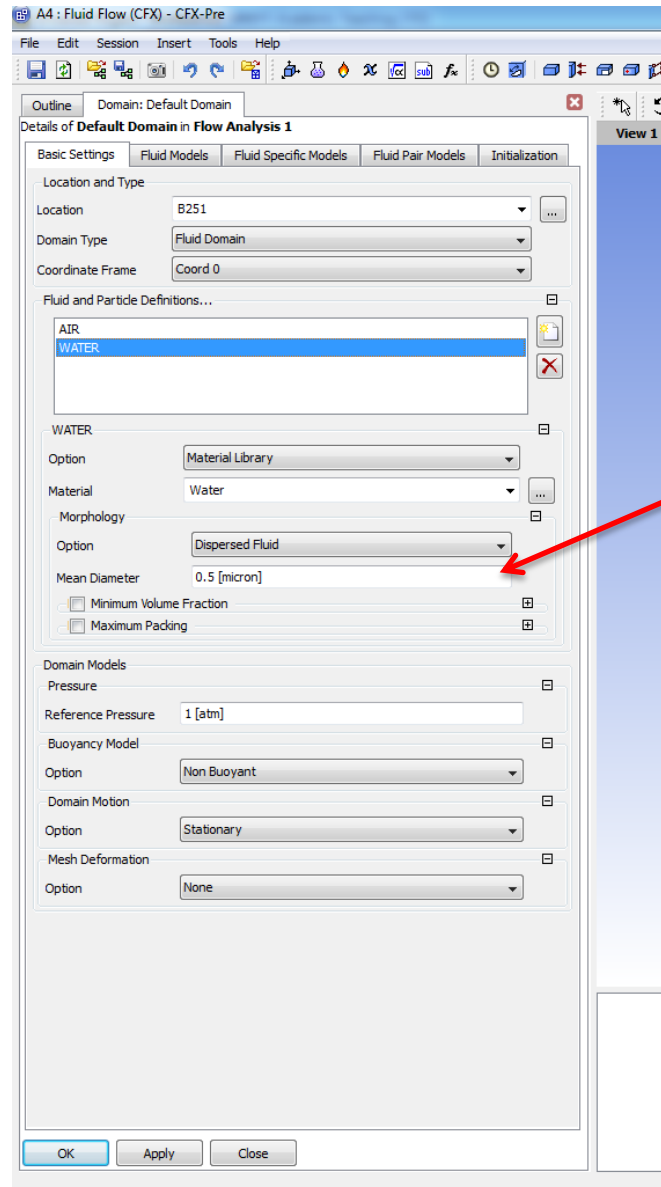 A4 : Fluid Flow (CFX) - CFX-Pre
File Edit Session Insert Tools Help
Outline Domain: Default Domain
Details of Default Domain in Flow Analysis 1
View 1
Basic Settings Fluid Models Fluid Specific Models Fluid Pair Models Initialization
Location and Type
Location B251 ...
Domain Type Fluid Domain
Coordinate Frame Coord 0
Fluid and Particle Definitions...
AIR
WATER
WATER
Option Material Library
Material Water ...
Morphology
Option Dispersed Fluid
Mean Diameter 0.5 [micron]
Minimum Volume Fraction
Maximum Packing
Domain Models
Pressure
Reference Pressure 1 [atm]
Buoyancy Model
Option Non Buoyant
Domain Motion
Option Stationary
Mesh Deformation
Option None
OK Apply Close